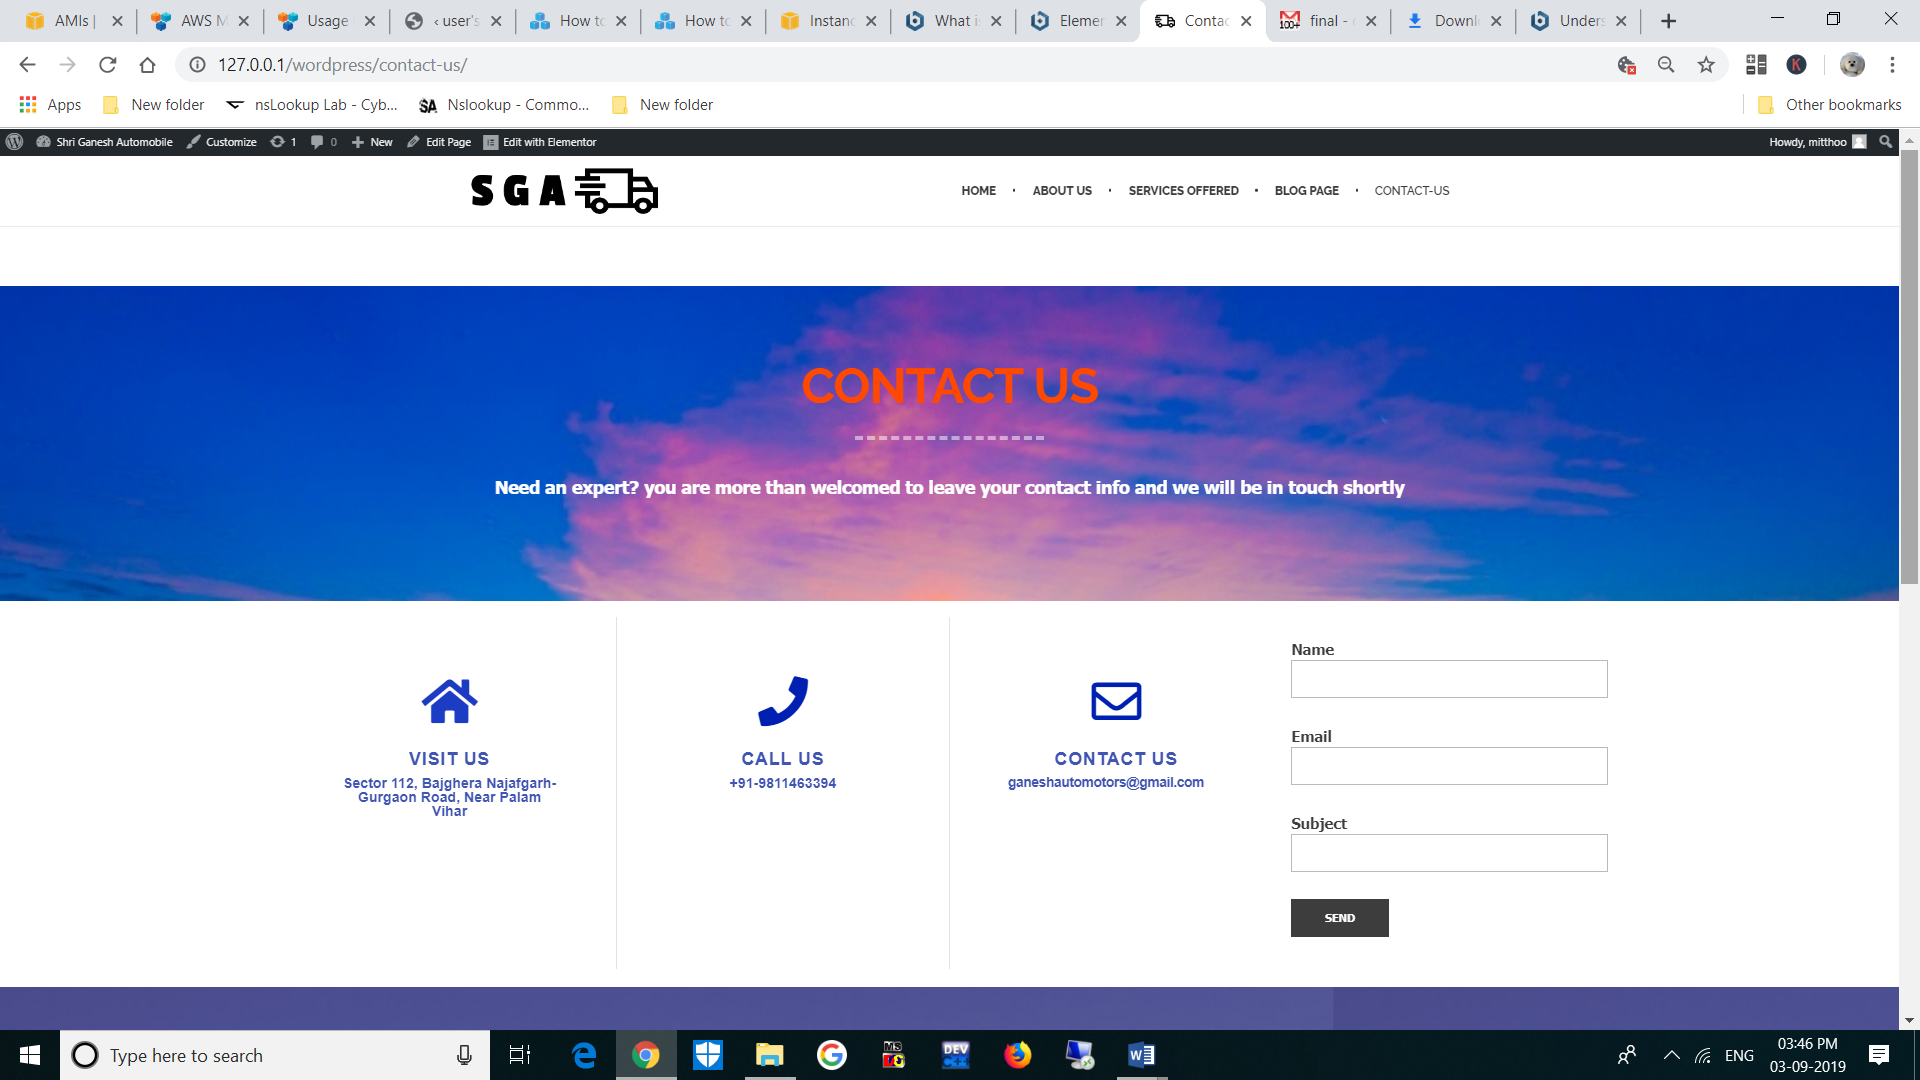 AMIs |
AWS M
Usage
‹ user's
How to
How to
Instanc
What is
Elemen
Contac
final -
Downl
Unders
127.0.0.1/wordpress/contact-us/
Apps
New folder
nsLookup Lab - Cyb...
Nslookup - Commo...
New folder
Other bookmarks
Shri Ganesh Automobile
Customize
1
0
New
Edit Page
Edit with Elementor
Howdy, mitthoo
SGA
HOME
ABOUT US
SERVICES OFFERED
BLOG PAGE
CONTACT-US
CONTACT US
Need an expert? you are more than welcomed to leave your contact info and we will be in touch shortly
VISIT US
Sector 112, Bajghera Najafgarh-
Gurgaon Road, Near Palam
Vihar
CALL US
+91-9811463394
CONTACT US
ganeshautomotors@gmail.com
Name
Email
Subject
SEND
Type here to search
ENG
03:46 PM
03-09-2019